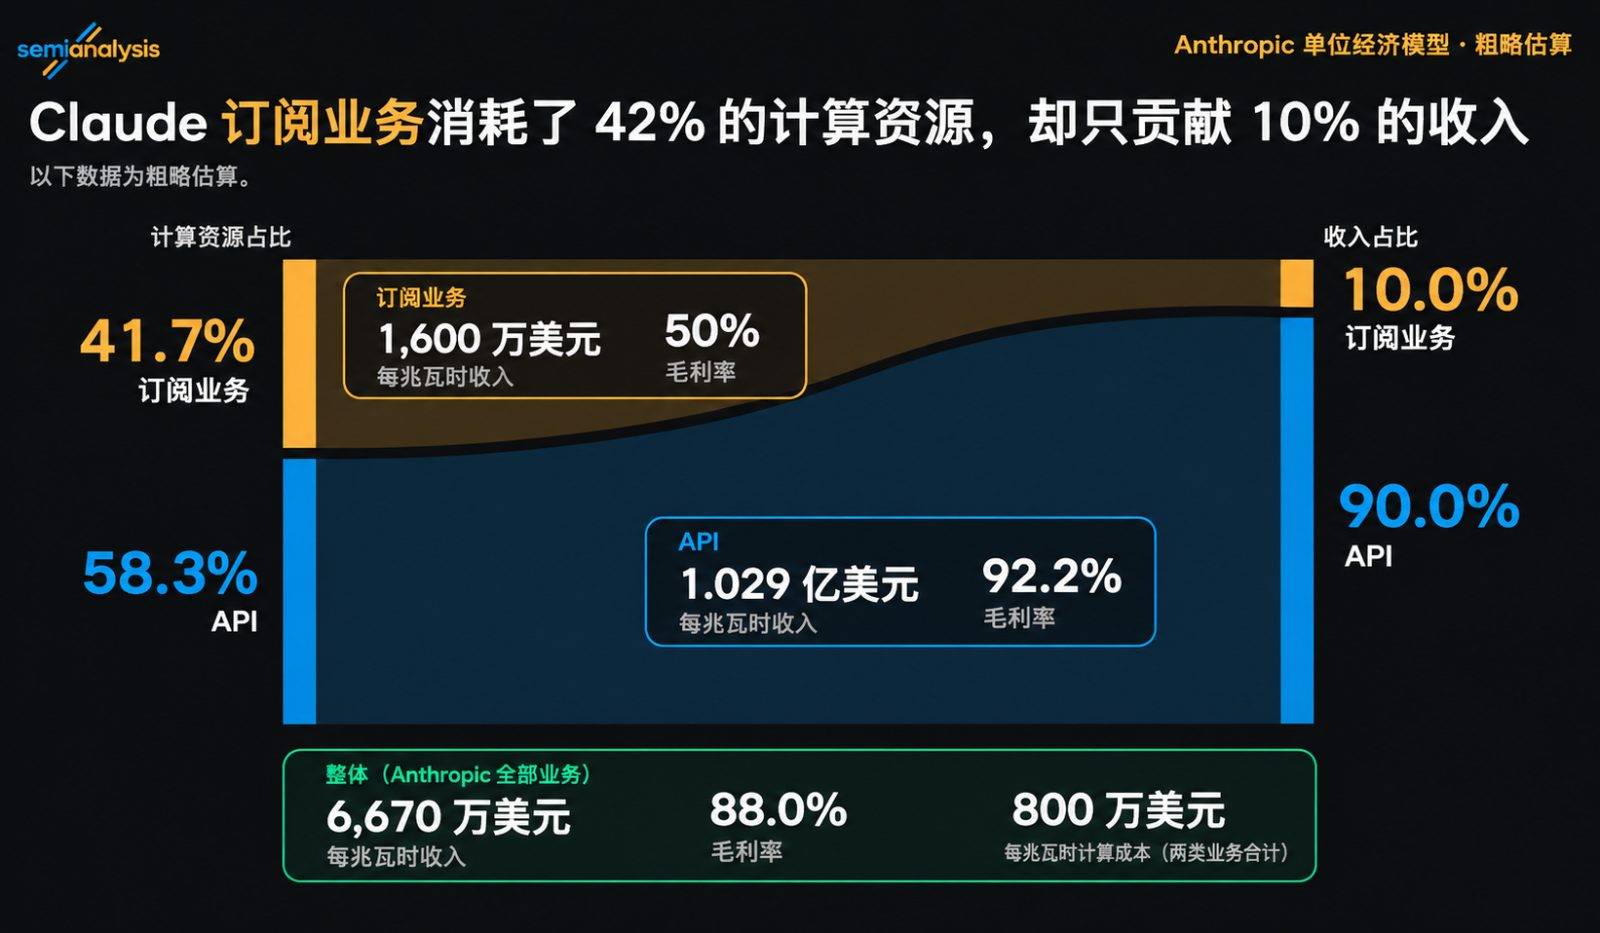 semianalysis
Anthropic 单位经济模型 · 粗略估算
Claude 订阅业务消耗了 42% 的计算资源，却只贡献 10% 的收入
以下数据为粗略估算。
计算资源占比
收入占比
41.7%
订阅业务
58.3%
API
订阅业务
1,600 万美元
每兆瓦时收入
50%
毛利率
API
1.029 亿美元
每兆瓦时收入
92.2%
毛利率
10.0%
订阅业务
90.0%
API
整体（Anthropic 全部业务）
6,670 万美元
每兆瓦时收入
88.0%
毛利率
800 万美元
每兆瓦时计算成本（两类业务合计）